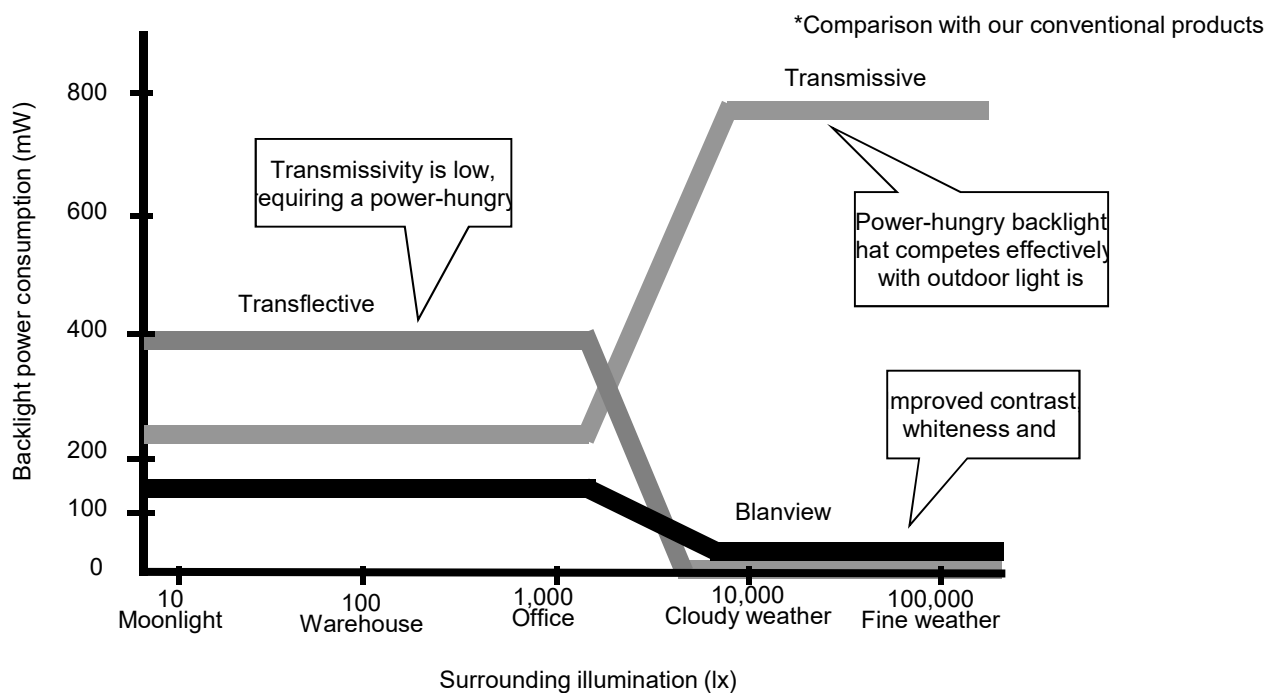 *Comparison with our conventional products
Transmissive
800
Transmissivity is low,
equiring a power-hungry
Power-hungry backlight
hat competes effectively
with outdoor light is
600
Backlight power consumption (mW)
Transflective
400
mproved contrast,
whiteness and
200
Blanview
100
0
10
100
1,000
10,000
100,000
Moonlight
Warehouse
Office
Cloudy weather
Fine weather
Surrounding illumination (lx)